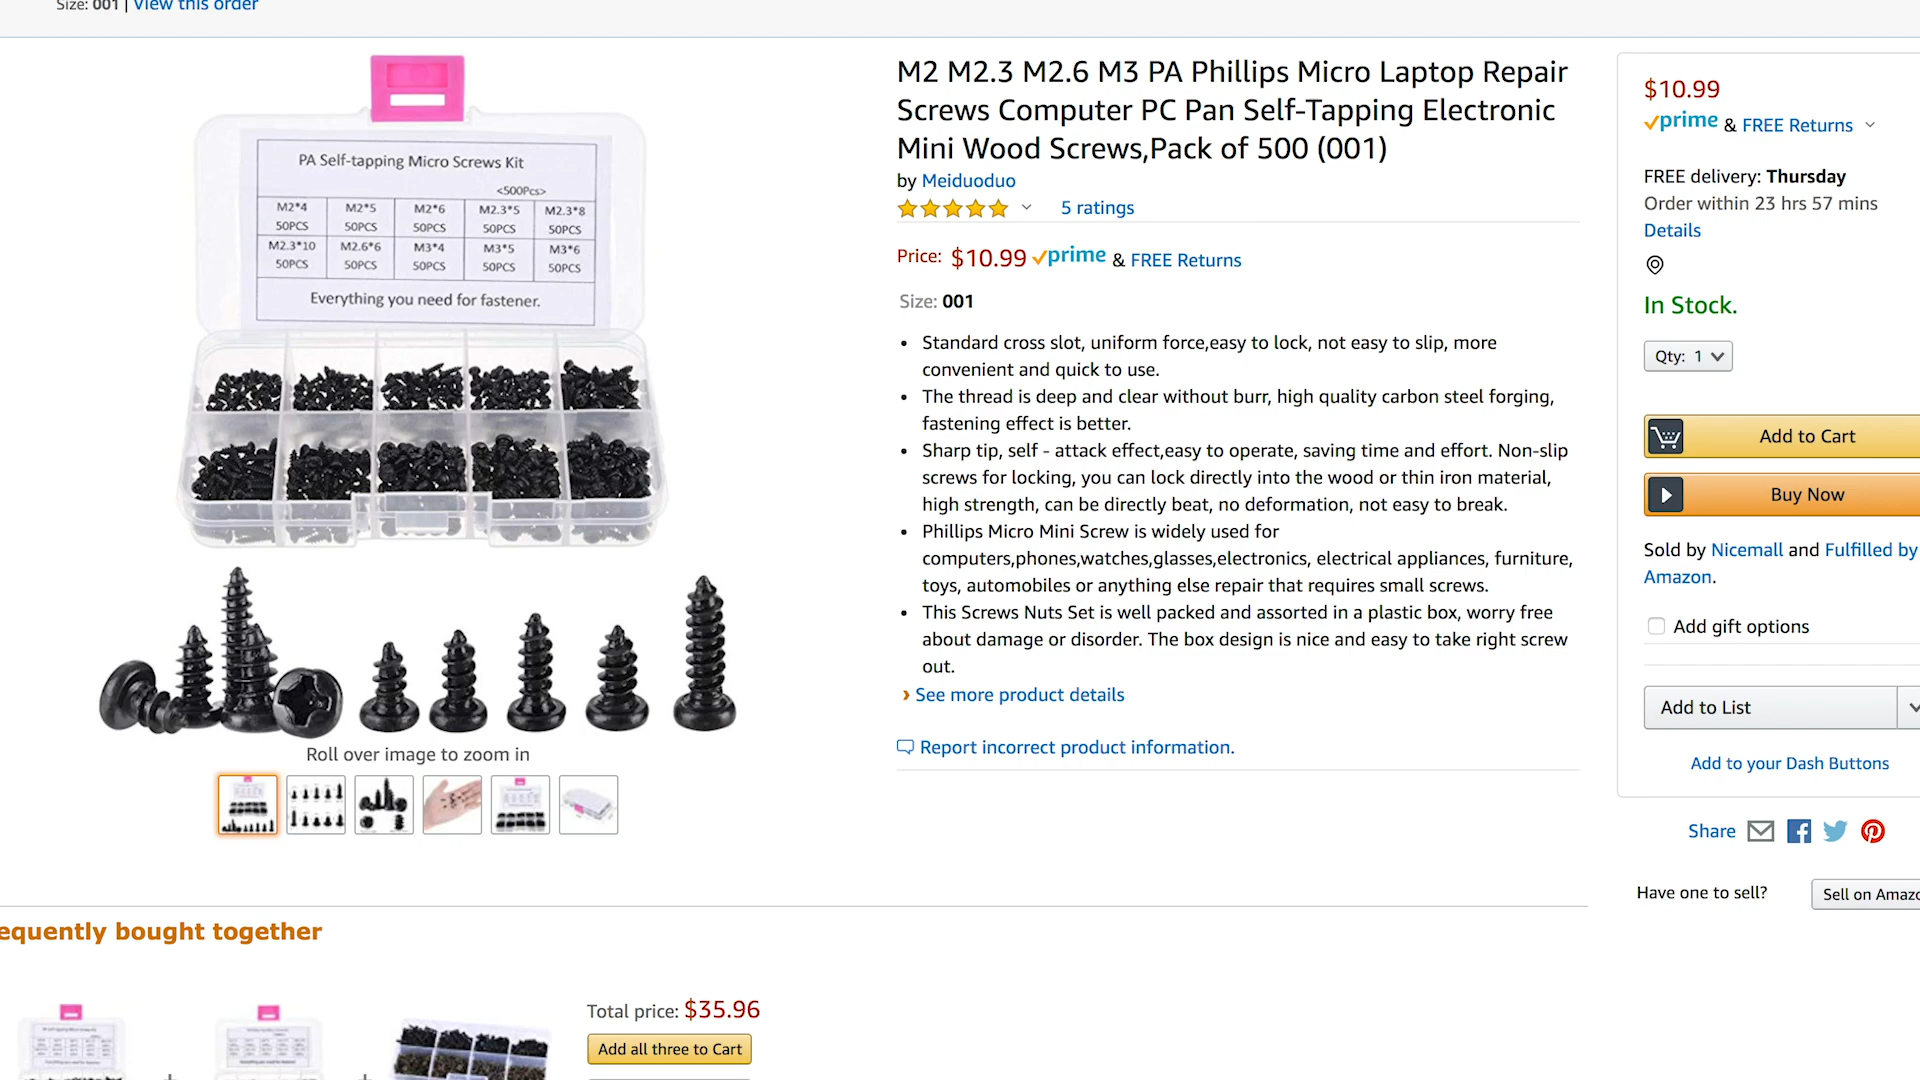 Size: 001 | View this order
PA Self-tapping Micro Screws Kit
<500Pcs>
M2*4 M2*5 M2*6 M2.3*5 M2.3*8
50PCS 50PCS 50PCS 50PCS 50PCS
M2.3*10 M2.6*6 M3*4 M3*5 M3*6
50PCS 50PCS 50PCS 50PCS 50PCS
Everything you need for fastener.
Roll over image to zoom in
M2 M2.3 M2.6 M3 PA Phillips Micro Laptop Repair
Screws Computer PC Pan Self-Tapping Electronic
Mini Wood Screws,Pack of 500 (001)
by Meiduoduo
5 ratings
Price: $10.99 prime & FREE Returns
Size: 001
• Standard cross slot, uniform force,easy to lock, not easy to slip, more
convenient and quick to use.
• The thread is deep and clear without burr, high quality carbon steel forging,
fastening effect is better.
• Sharp tip, self - attack effect,easy to operate, saving time and effort. Non-slip
screws for locking, you can lock directly into the wood or thin iron material,
high strength, can be directly beat, no deformation, not easy to break.
• Phillips Micro Mini Screw is widely used for
computers,phones,watches,glasses,electronics, electrical appliances, furniture,
toys, automobiles or anything else repair that requires small screws.
• This Screws Nuts Set is well packed and assorted in a plastic box, worry free
about damage or disorder. The box design is nice and easy to take right screw
out.
› See more product details
Report incorrect product information.
$10.99
prime & FREE Returns
FREE delivery: Thursday
Order within 23 hrs 57 mins
Details
In Stock.
Qty: 1
Add to Cart
Buy Now
Sold by Nicemall and Fulfilled by
Amazon.
Add gift options
Add to List
Add to your Dash Buttons
Share
Have one to sell?
Sell on Amazo
equently bought together
Total price: $35.96
Add all three to Cart